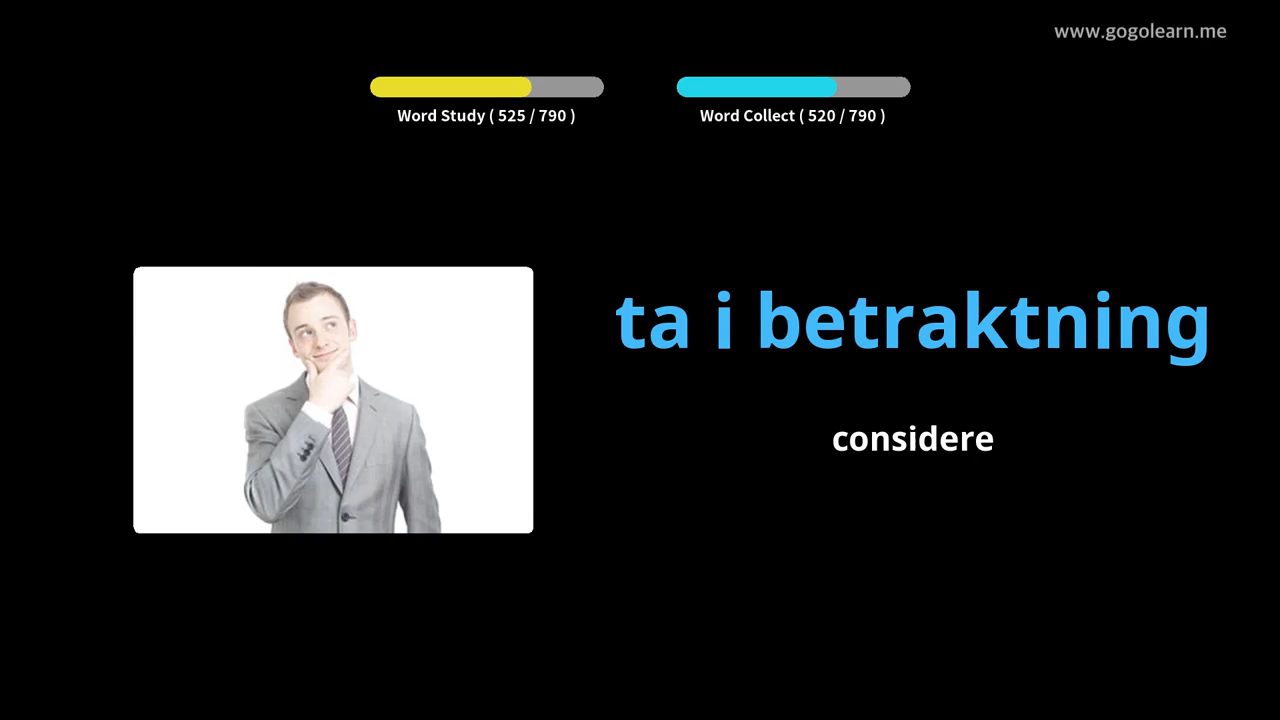 www.gogolearn.me
Word Study ( 525 / 790 )
Word Collect ( 520 / 790 )
ta i betraktning
considere